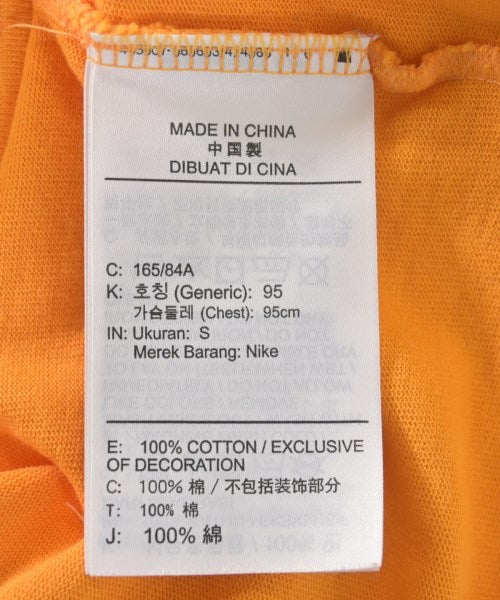 MADE IN CHINA
中国製
DIBUAT DI CINA
C: 165/84A
K: 호칭 (Generic): 95
가슴둘레 (Chest): 95cm
IN: Ukuran: S
Merek Barang: Nike
E: 100% COTTON / EXCLUSIVE
OF DECORATION
C: 100% 棉 / 不包括装饰部分
T: 100% 棉
J: 100% 綿